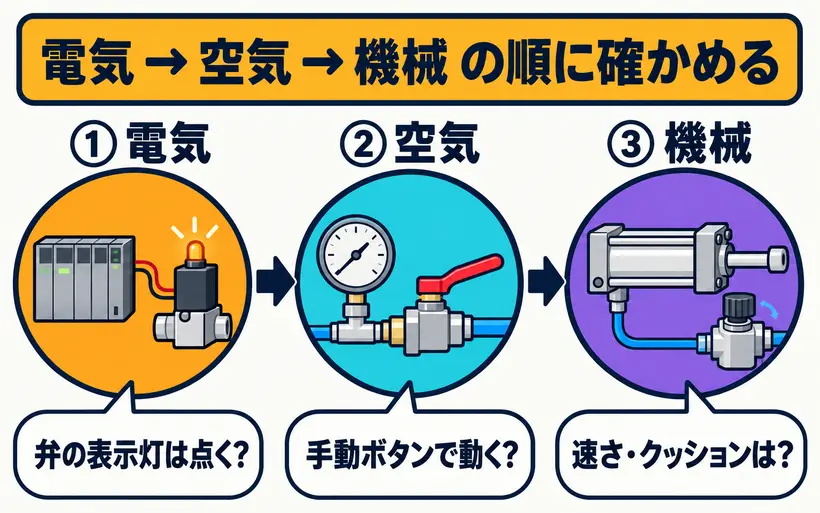 電気→空気→機械 の順に確かめる
① 電気
② 空気
③ 機械
弁の表示灯は点く?
手動ボタンで動く?
速さ・クッションは?